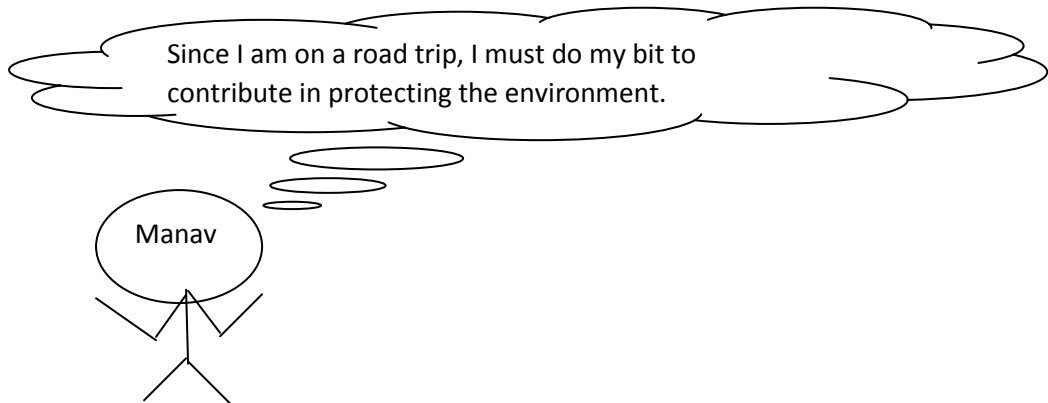 Since I am on a road trip, I must do my bit to
contribute in protecting the environment.
Manav